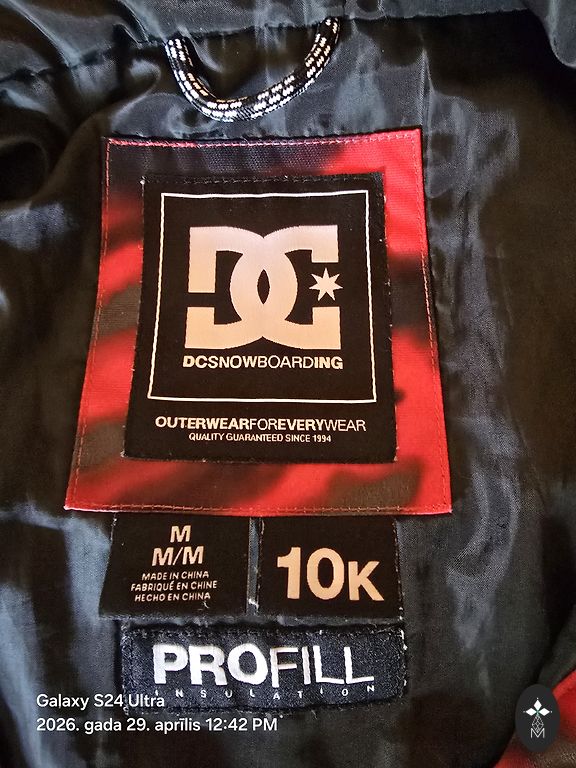 DC
DCSNOWBOARDING
OUTERWEARFOREVERYWEAR
QUALITY GUARANTEED SINCE 1994
M
M/M
MADE IN CHINA
FABRIQUÉ EN CHINE
HECHO EN CHINA
10K
PROFILL
INSULATION
Galaxy S24 Ultra
2026. gada 29. aprīlis 12:42 PM
M